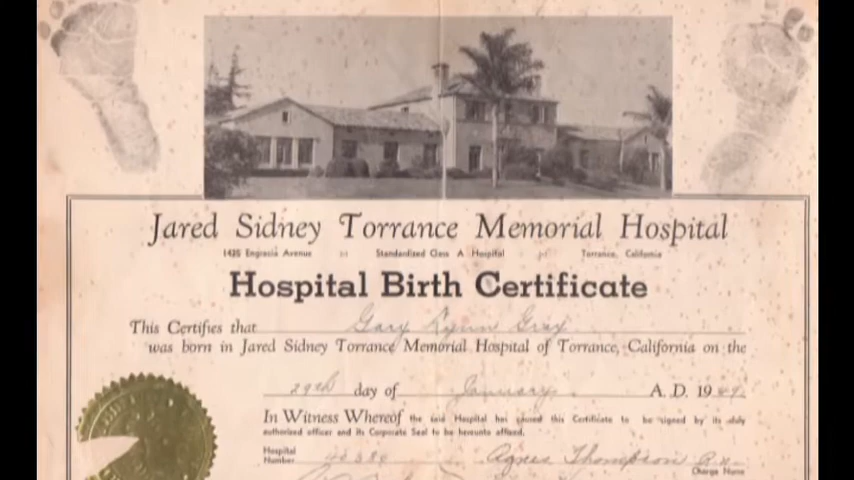 Jared Sidney Torrance Memorial Hospital
1425 Engracia Avenue Standardized Class A Hospital Torrance, California
Hospital Birth Certificate
This Certifies that Gary Lynn Gray
was born in Jared Sidney Torrance Memorial Hospital of Torrance, California on the
29th day of January A. D. 1949
In Witness Whereof the said Hospital has caused this Certificate to be signed by its duly
authorized officer and its Corporate Seal to be hereunto affixed.
Hospital
Number Agnes Thompson R.N.
Charge Nurse